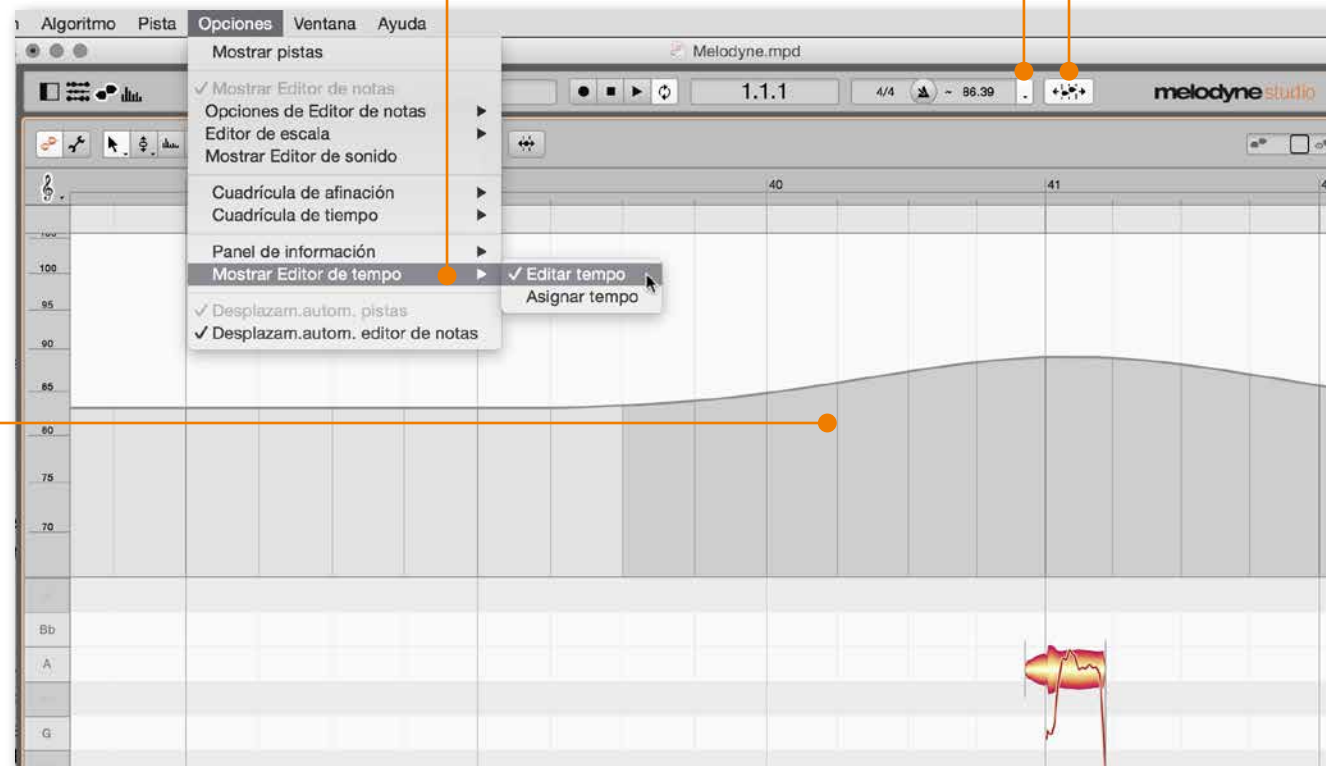 Algoritmo Pista Opciones Ventana Ayuda
Melodyne.mpd
Mostrar pistas
✓ Mostrar Editor de notas
Opciones de Editor de notas
Editor de escala
Mostrar Editor de sonido
Cuadrícula de afinación
Cuadrícula de tiempo
Panel de información
Mostrar Editor de tempo
✓ Editar tempo
Asignar tempo
✓ Desplazam.autom. pistas
✓ Desplazam.autom. editor de notas
1.1.1
4/4 ~ 86.39
melodyne studio
40 41
100
95
90
85
80
75
70
Bb
A
G